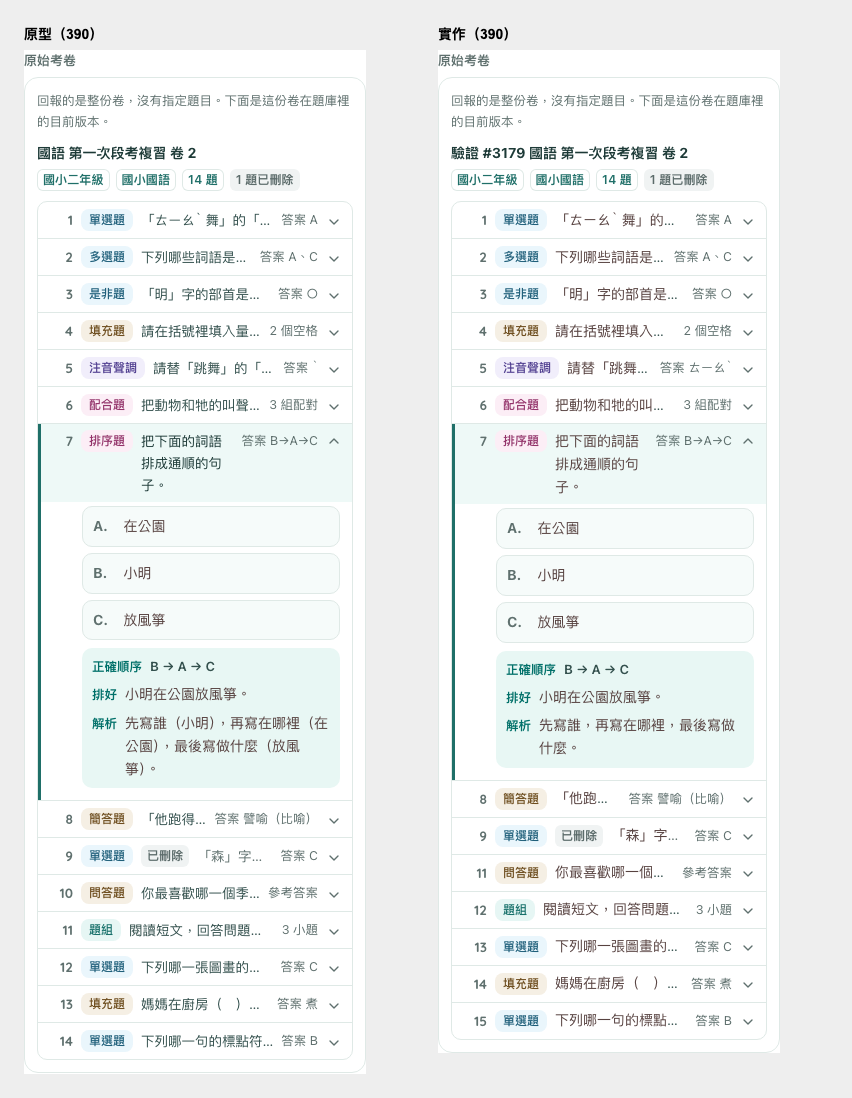 原型（390）
原始考卷
回報的是整份卷，沒有指定題目。下面是這份卷在題庫裡
的目前版本。
國語 第一次段考複習 卷 2
國小二年級 國小國語 14 題 1 題已刪除
1 單選題 「ㄊㄧㄠˋ 舞」的「... 答案 A
2 多選題 下列哪些詞語是... 答案 A、C
3 是非題 「明」字的部首是... 答案 ○
4 填充題 請在括號裡填入量... 2 個空格
5 注音聲調 請替「跳舞」的「... 答案 ˋ
6 配合題 把動物和牠的叫聲... 3 組配對
7 排序題 把下面的詞語 答案 B→A→C
排成通順的句
子。
A. 在公園
B. 小明
C. 放風箏
正確順序 B → A → C
排好 小明在公園放風箏。
解析 先寫誰（小明），再寫在哪裡（在
公園），最後寫做什麼（放風
箏）。
8 簡答題 「他跑得... 答案 譬喻（比喻）
9 單選題 已刪除 「森」字... 答案 C
10 問答題 你最喜歡哪一個季... 參考答案
11 題組 閱讀短文，回答問題... 3 小題
12 單選題 下列哪一張圖畫的... 答案 C
13 填充題 媽媽在廚房（　）... 答案 煮
14 單選題 下列哪一句的標點符... 答案 B
實作（390）
原始考卷
回報的是整份卷，沒有指定題目。下面是這份卷在題庫裡
的目前版本。
驗證 #3179 國語 第一次段考複習 卷 2
國小二年級 國小國語 14 題 1 題已刪除
1 單選題 「ㄊㄧㄠˋ 舞」的... 答案 A
2 多選題 下列哪些詞語是... 答案 A、C
3 是非題 「明」字的部首是... 答案 ○
4 填充題 請在括號裡填入... 2 個空格
5 注音聲調 請替「跳舞... 答案 ㄊㄧㄠˋ
6 配合題 把動物和牠的叫... 3 組配對
7 排序題 把下面的詞語 答案 B→A→C
排成通順的句
子。
A. 在公園
B. 小明
C. 放風箏
正確順序 B → A → C
排好 小明在公園放風箏。
解析 先寫誰，再寫在哪裡，最後寫做
什麼。
8 簡答題 「他跑... 答案 譬喻（比喻）
9 單選題 已刪除 「森」字... 答案 C
11 問答題 你最喜歡哪一個... 參考答案
12 題組 閱讀短文，回答問題... 3 小題
13 單選題 下列哪一張圖畫的... 答案 C
14 填充題 媽媽在廚房（　）... 答案 煮
15 單選題 下列哪一句的標點... 答案 B